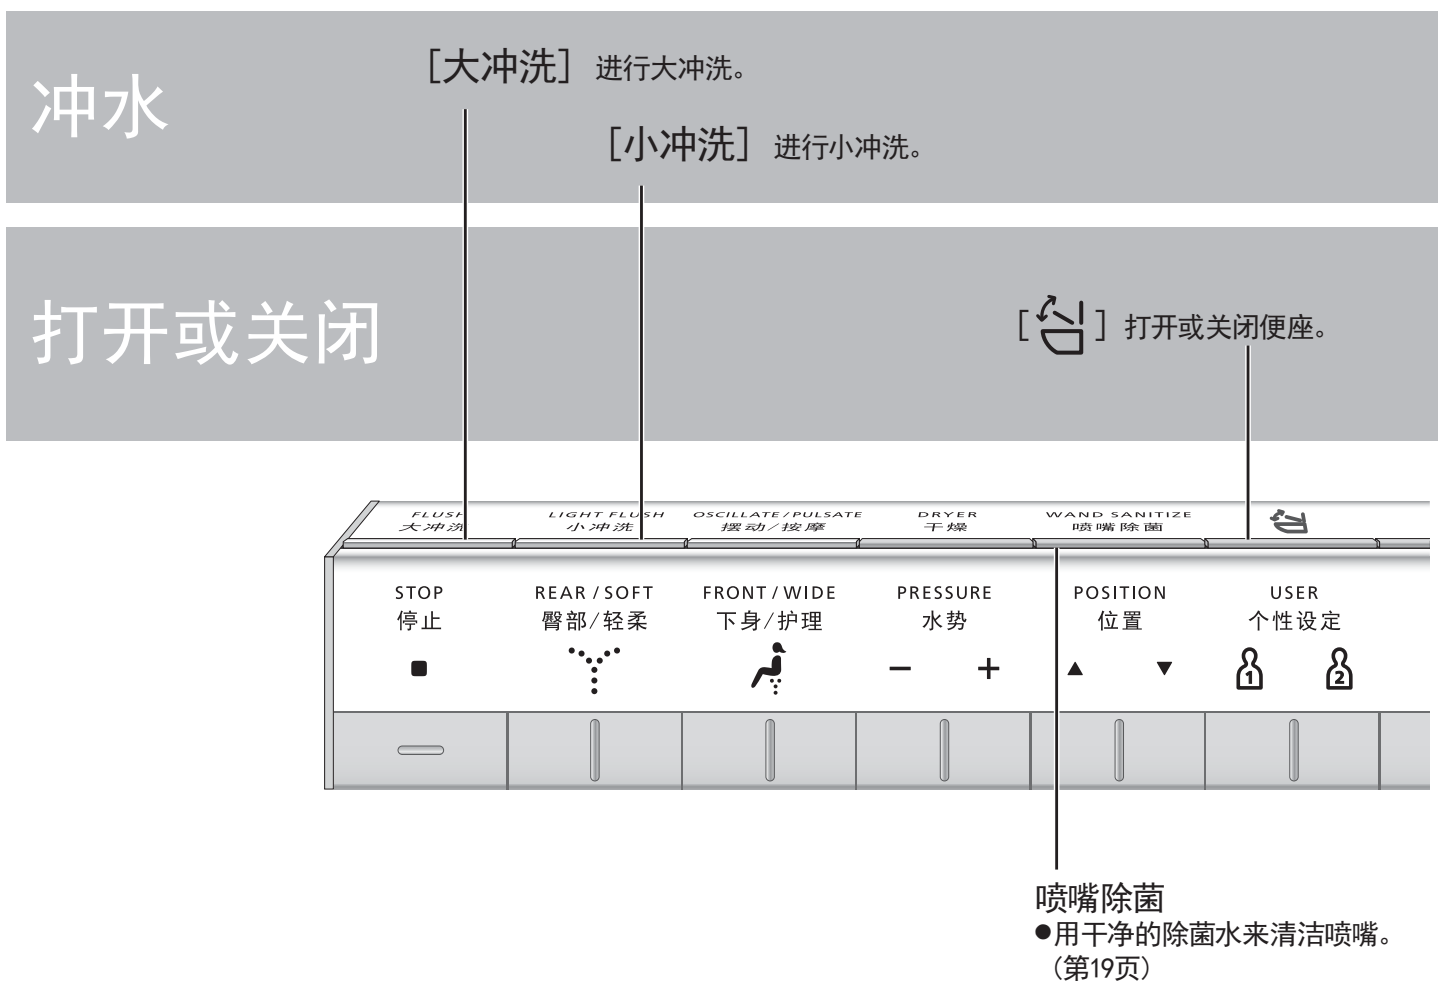 [大冲洗] 进行大冲洗。
冲水
[小冲洗] 进行小冲洗。
打开或关闭
[ ] 打开或关闭便座。
FLUSH LIGHT FLUSH OSCILLATE/PULSATE DRYER WAND SANITIZE
大冲洗 小冲洗 摆动/按摩 干燥 喷嘴除菌
STOP REAR/SOFT FRONT/WIDE PRESSURE POSITION USER
停止 臀部/轻柔 下身/护理 水势 位置 个性设定
− + ▲ ▼ 1 2
喷嘴除菌
●用干净的除菌水来清洁喷嘴。
(第19页)